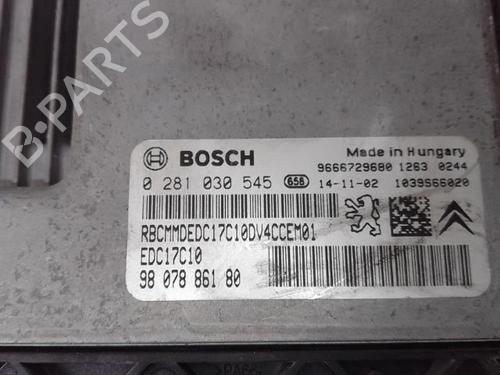 B-PARTS
BOSCH
Made in Hungary
9666729680 1263 0244
0 281 030 545 658 14-11-02 1039S66020
RBCMMDEDC17C10DV4CCEM01
EDC17C10
98 078 861 80